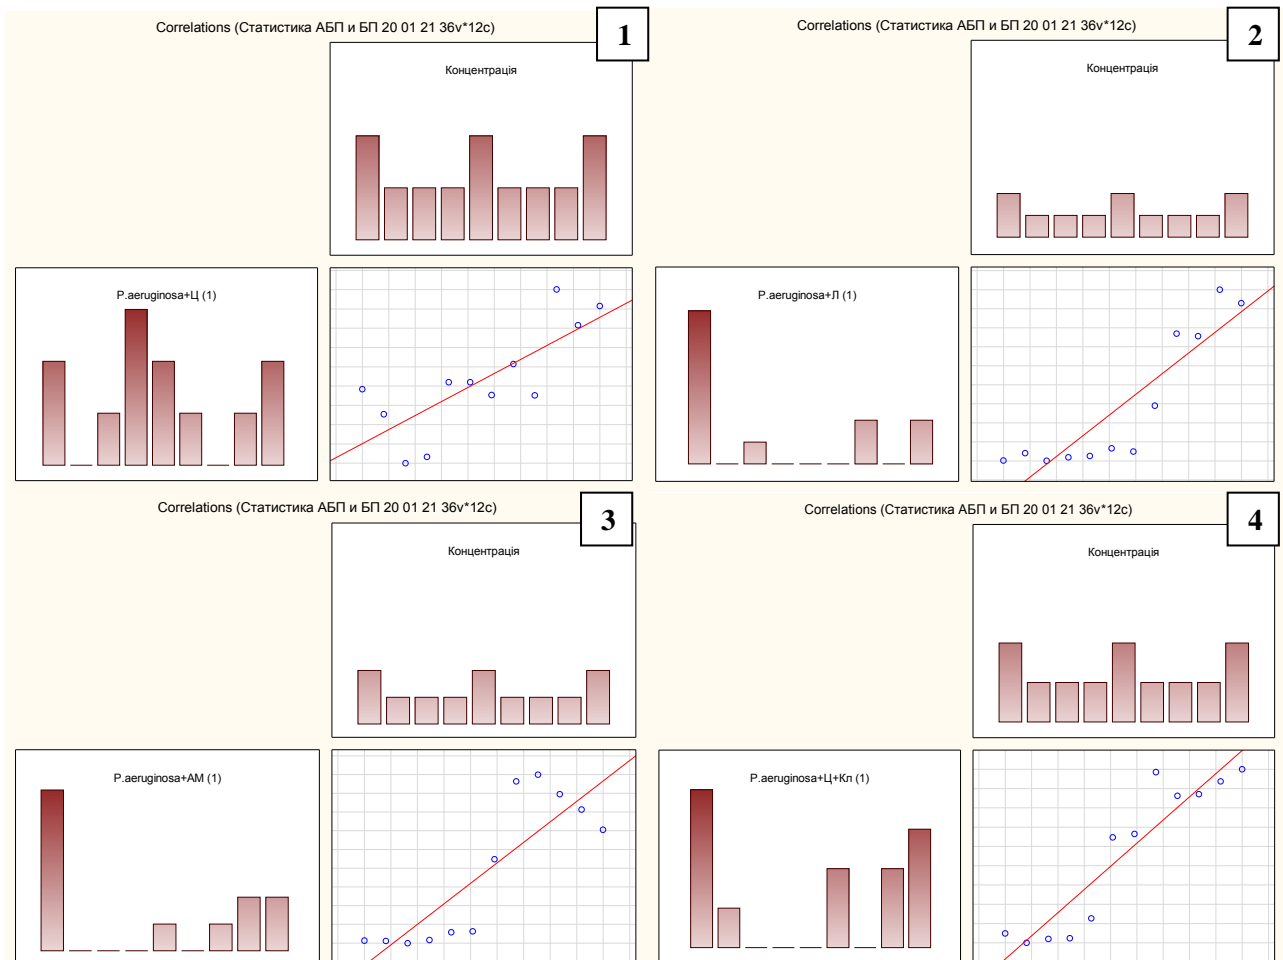 Correlations (Статистика АБП и БП 20 01 21 36v*12c)
1
Концентрація
P.aeruginosa+Ц (1)
Correlations (Статистика АБП и БП 20 01 21 36v*12c)
2
Концентрація
P.aeruginosa+Л (1)
Correlations (Статистика АБП и БП 20 01 21 36v*12c)
3
Концентрація
P.aeruginosa+АМ (1)
Correlations (Статистика АБП и БП 20 01 21 36v*12c)
4
Концентрація
P.aeruginosa+Ц+Кл (1)